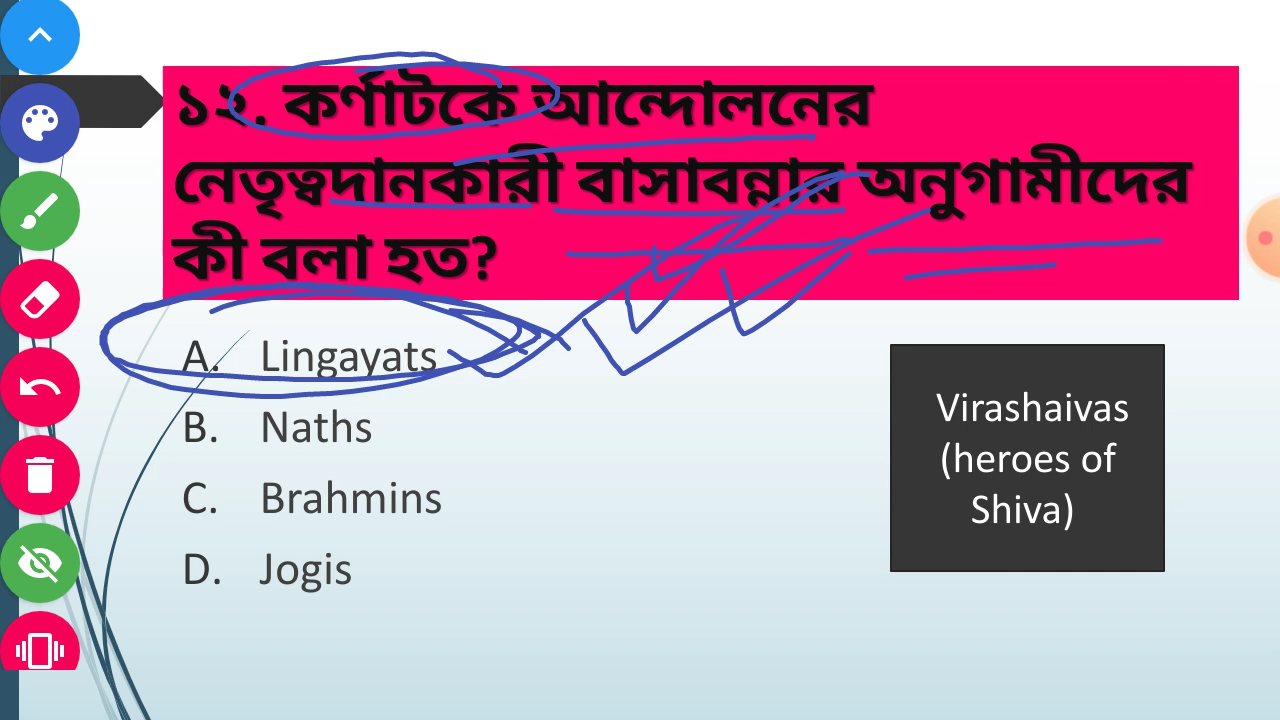 ১২. কর্ণাটকে আন্দোলনের
নেতৃত্বদানকারী বাসাবন্নার অনুগামীদের
কী বলা হত?
A. Lingayats
B. Naths
C. Brahmins
D. Jogis
Virashaivas
(heroes of
Shiva)